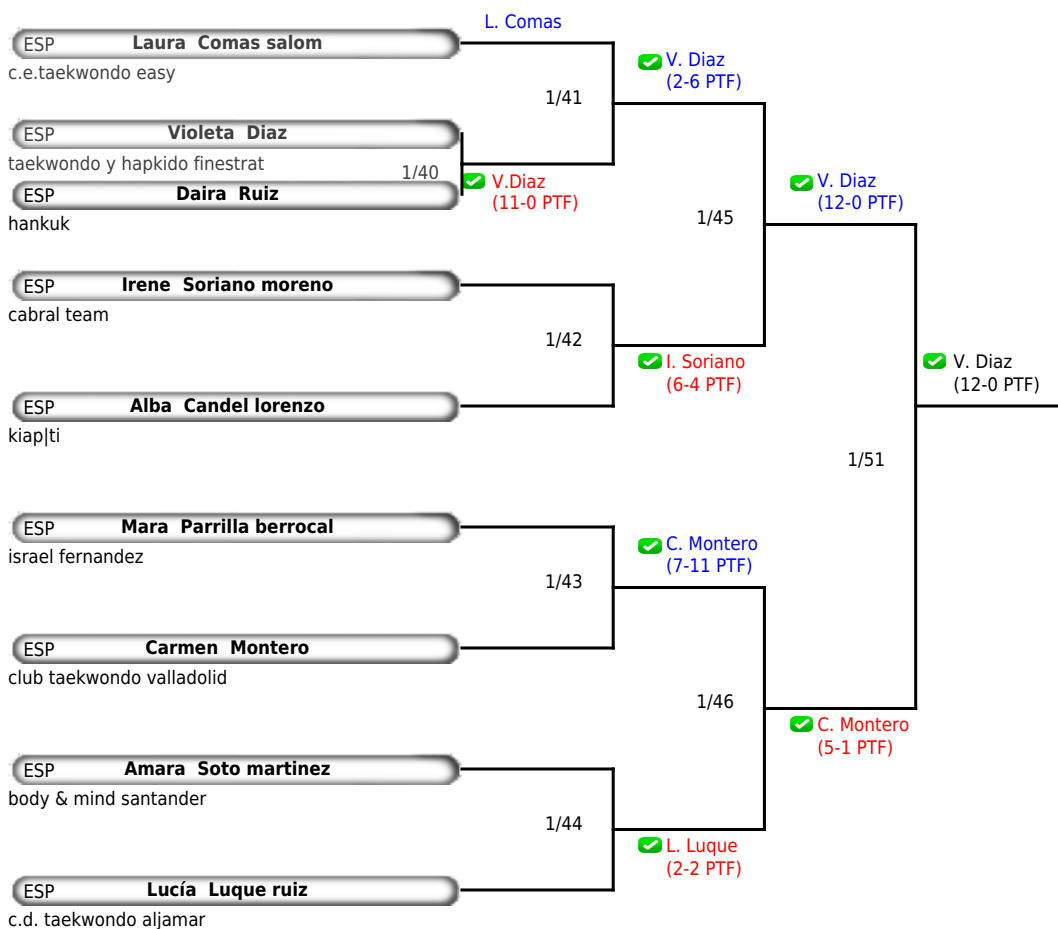 L. Comas
ESP Laura Comas salom
c.e.taekwondo easy
V. Diaz
(2-6 PTF)
1/41
ESP Violeta Diaz
taekwondo y hapkido finestrat
1/40
V.Diaz
(11-0 PTF)
ESP Daira Ruiz
hankuk
V. Diaz
(12-0 PTF)
1/45
ESP Irene Soriano moreno
cabral team
1/42
I. Soriano
(6-4 PTF)
V. Diaz
(12-0 PTF)
ESP Alba Candel lorenzo
kiap|ti
1/51
ESP Mara Parrilla berrocal
israel fernandez
C. Montero
(7-11 PTF)
1/43
ESP Carmen Montero
club taekwondo valladolid
1/46
C. Montero
(5-1 PTF)
ESP Amara Soto martinez
body & mind santander
1/44
L. Luque
(2-2 PTF)
ESP Lucía Luque ruiz
c.d. taekwondo aljamar